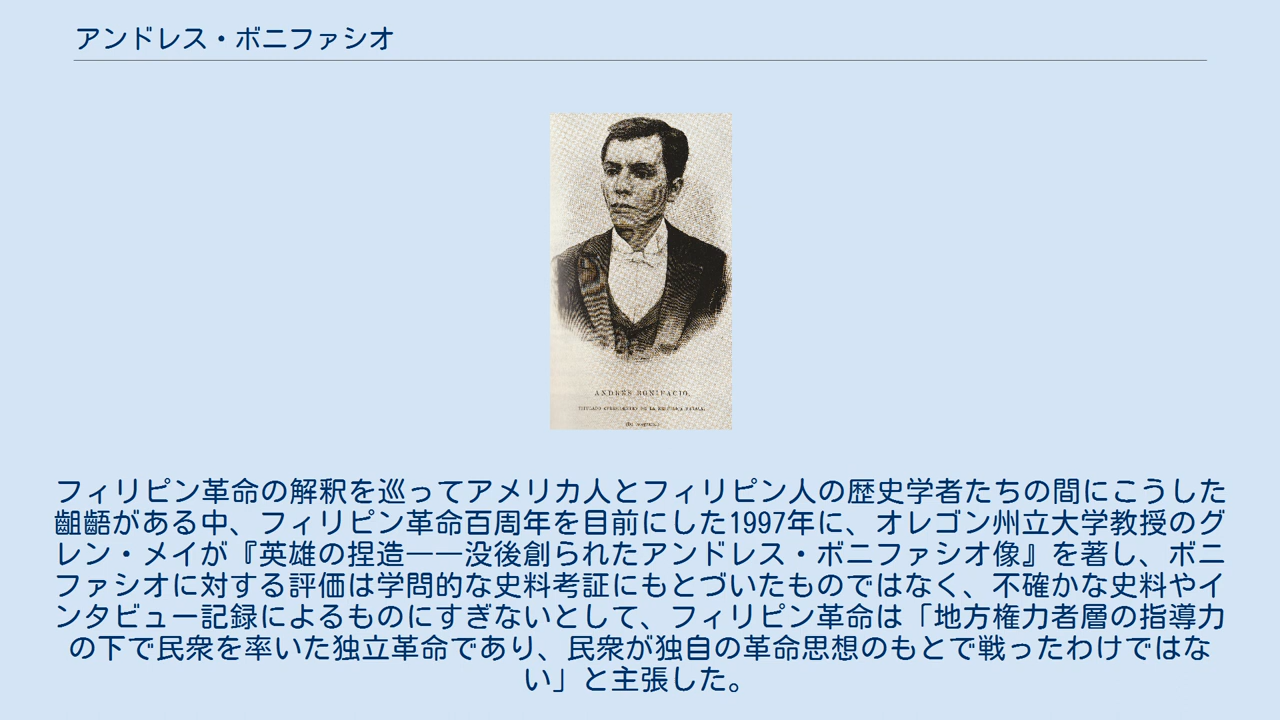 アンドレス・ボニファシオ
ANDRÉS BONIFACIO,
フィリピン革命の解釈を巡ってアメリカ人とフィリピン人の歴史学者たちの間にこうした
齟齬がある中、フィリピン革命百周年を目前にした1997年に、オレゴン州立大学教授のグ
レン・メイが『英雄の捏造――没後創られたアンドレス・ボニファシオ像』を著し、ボニ
ファシオに対する評価は学問的な史料考証にもとづいたものではなく、不確かな史料やイ
ンタビュー記録によるものにすぎないとして、フィリピン革命は「地方権力者層の指導力
の下で民衆を率いた独立革命であり、民衆が独自の革命思想のもとで戦ったわけではな
い」と主張した。